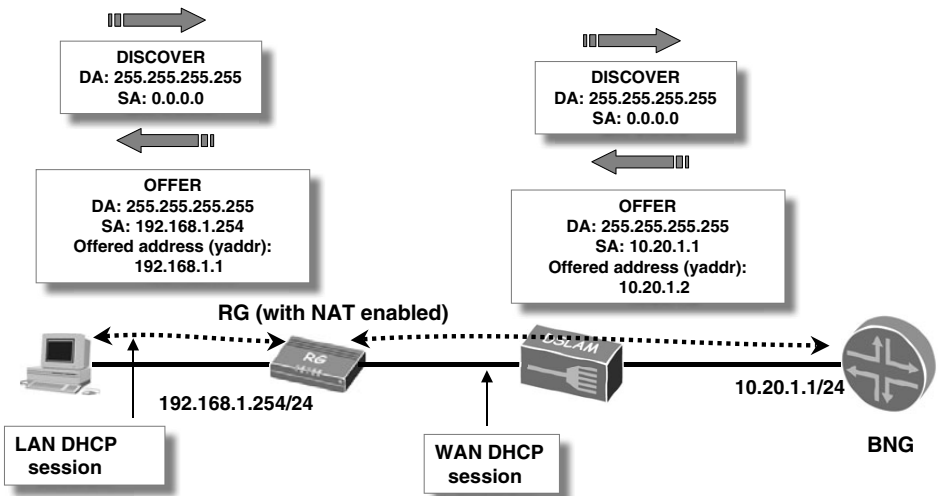 DISCOVER
DA: 255.255.255.255
SA: 0.0.0.0
DISCOVER
DA: 255.255.255.255
SA: 0.0.0.0
OFFER
DA: 255.255.255.255
SA: 192.168.1.254
Offered address (yaddr):
192.168.1.1
OFFER
DA: 255.255.255.255
SA: 10.20.1.1
Offered address (yaddr):
10.20.1.2
RG (with NAT enabled)
RG
DSLAM
192.168.1.254/24
10.20.1.1/24
BNG
LAN DHCP
session
WAN DHCP
session